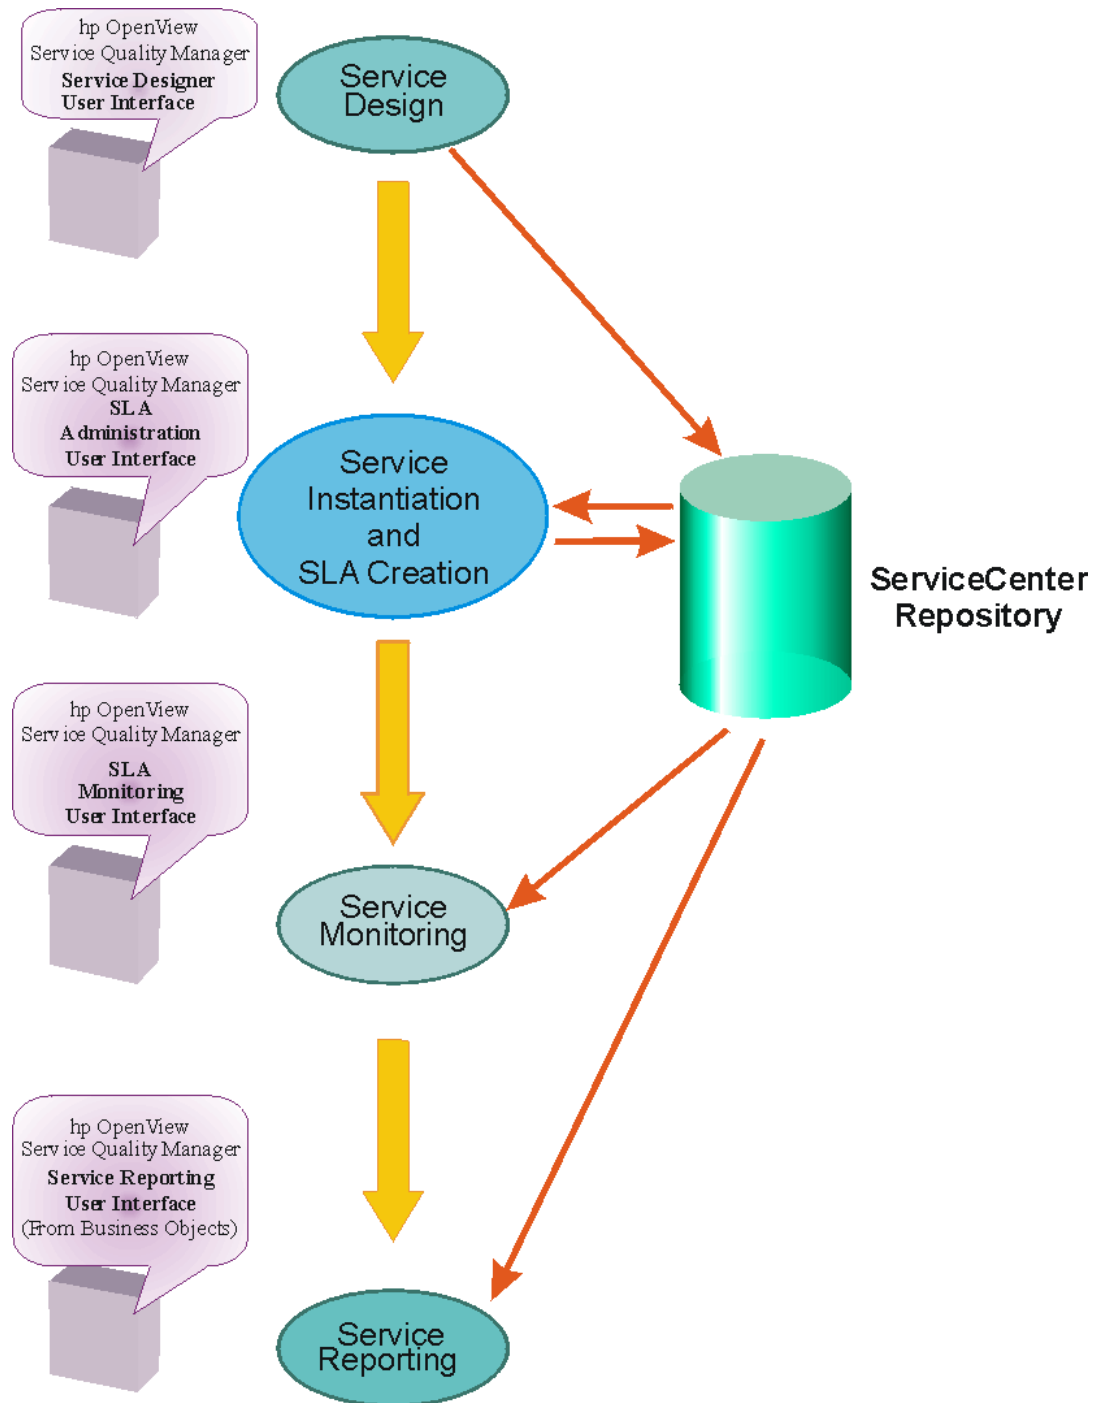 hp OpenView
Service Quality Manager
Service Designer
User Interface
Service
Design
hp OpenView
Service Quality Manager
SLA
Administration
User Interface
Service
Instantiation
and
SLA Creation
ServiceCenter
Repository
hp OpenView
Service Quality Manager
SLA
Monitoring
User Interface
Service
Monitoring
hp OpenView
Service Quality Manager
Service Reporting
User Interface
(From Business Objects)
Service
Reporting